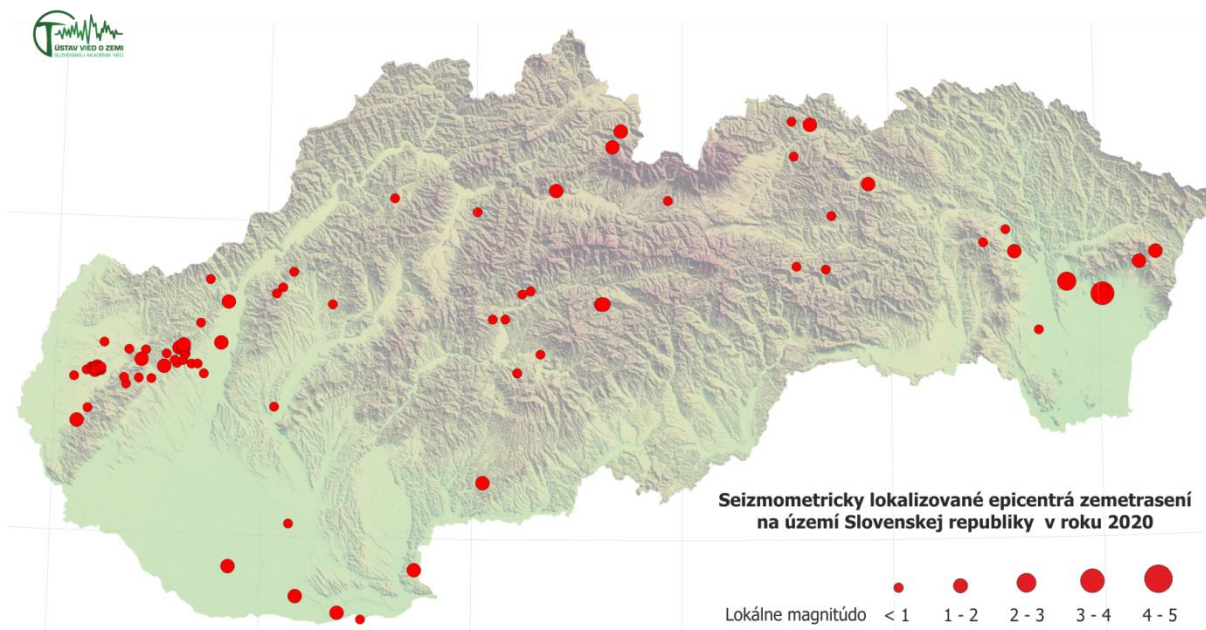 ÚSTAV VIED O ZEMI
SLOVENSKEJ AKADÉMIE VIED
Seizmometricky lokalizované epicentrá zemetrasení
na území Slovenskej republiky v roku 2020
Lokálne magnitúdo < 1 1 - 2 2 - 3 3 - 4 4 - 5